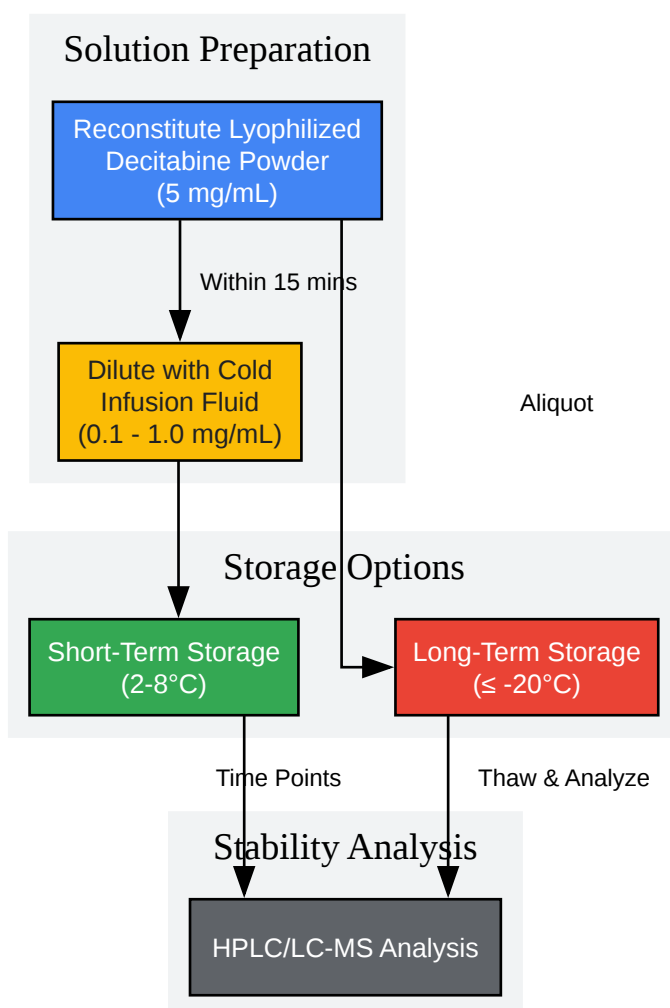 Solution Preparation
Reconstitute Lyophilized
Decitabine Powder
(5 mg/mL)
Within 15 mins
Dilute with Cold
Infusion Fluid
(0.1 - 1.0 mg/mL)
Aliquot
Storage Options
Short-Term Storage
(2-8°C)
Long-Term Storage
(≤ -20°C)
Time Points
Thaw & Analyze
Stability Analysis
HPLC/LC-MS Analysis